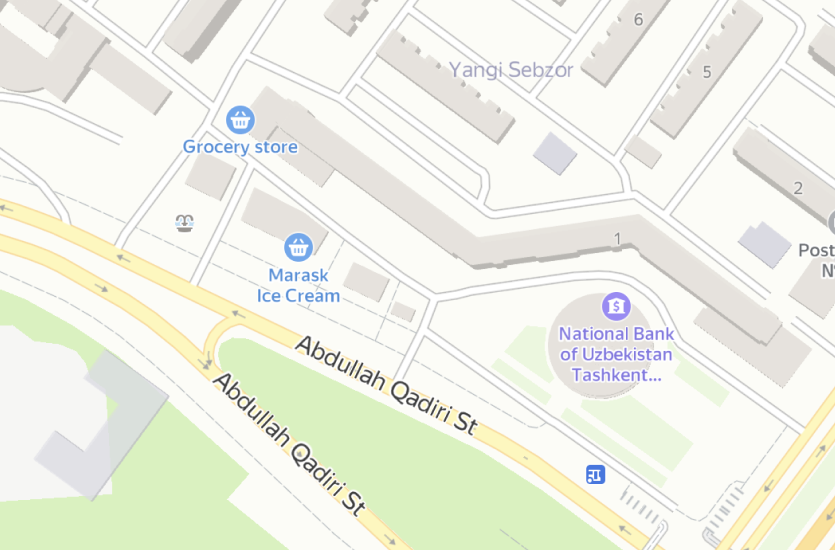 6
Yangi Sebzor
5
Grocery store
2
1
Post
Nº
Marask
Ice Cream
National Bank
of Uzbekistan
Tashkent...
Abdullah Qadiri St
Abdullah Qadiri St